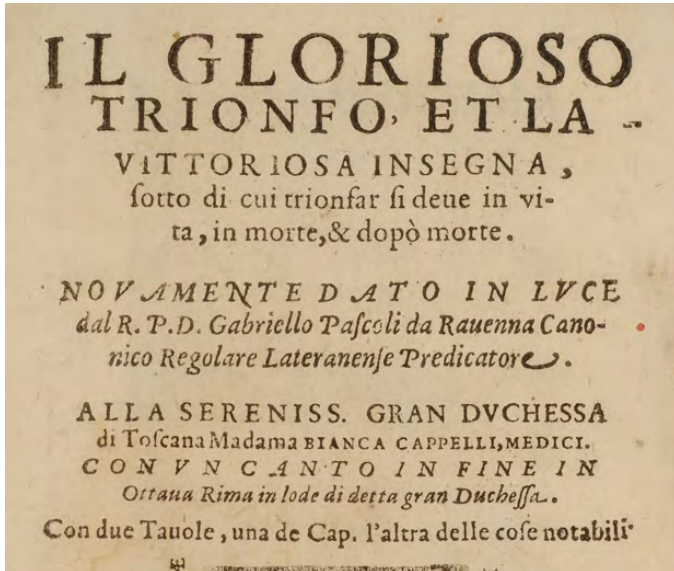 IL GLORIOSO
TRIONFO, ET LA
VITTORIOSA INSEGNA,
ſotto di cui trionfar ſi deue in vi-
ta, in morte, & dopò morte.
NOVAMENTE DATO IN LVCE
dal R. P. D. Gabriello Paſcoli da Rauenna Cano-
nico Regolare Lateranenſe Predicatore.
ALLA SERENISS. GRAN DVCHESSA
di Toſcana Madama BIANCA CAPPELLI, MEDICI.
CON VN CANTO IN FINE IN
Ottaua Rima in lode di detta gran Ducheſſa.
Con due Tauole, una de Cap. l'altra delle coſe notabili